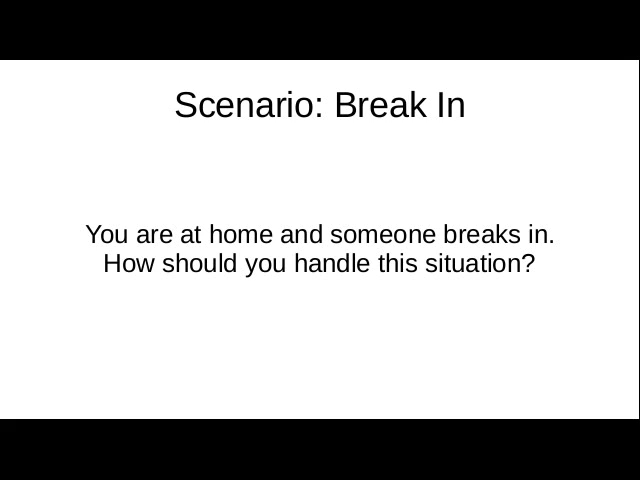 Scenario: Break In
You are at home and someone breaks in.
How should you handle this situation?